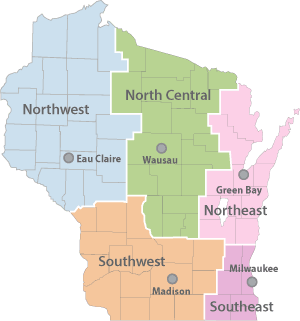 North Central
Northwest
Wausau
Eau Claire
Green Bay
Northeast
Southwest
Milwaukee
Madison
Southeast